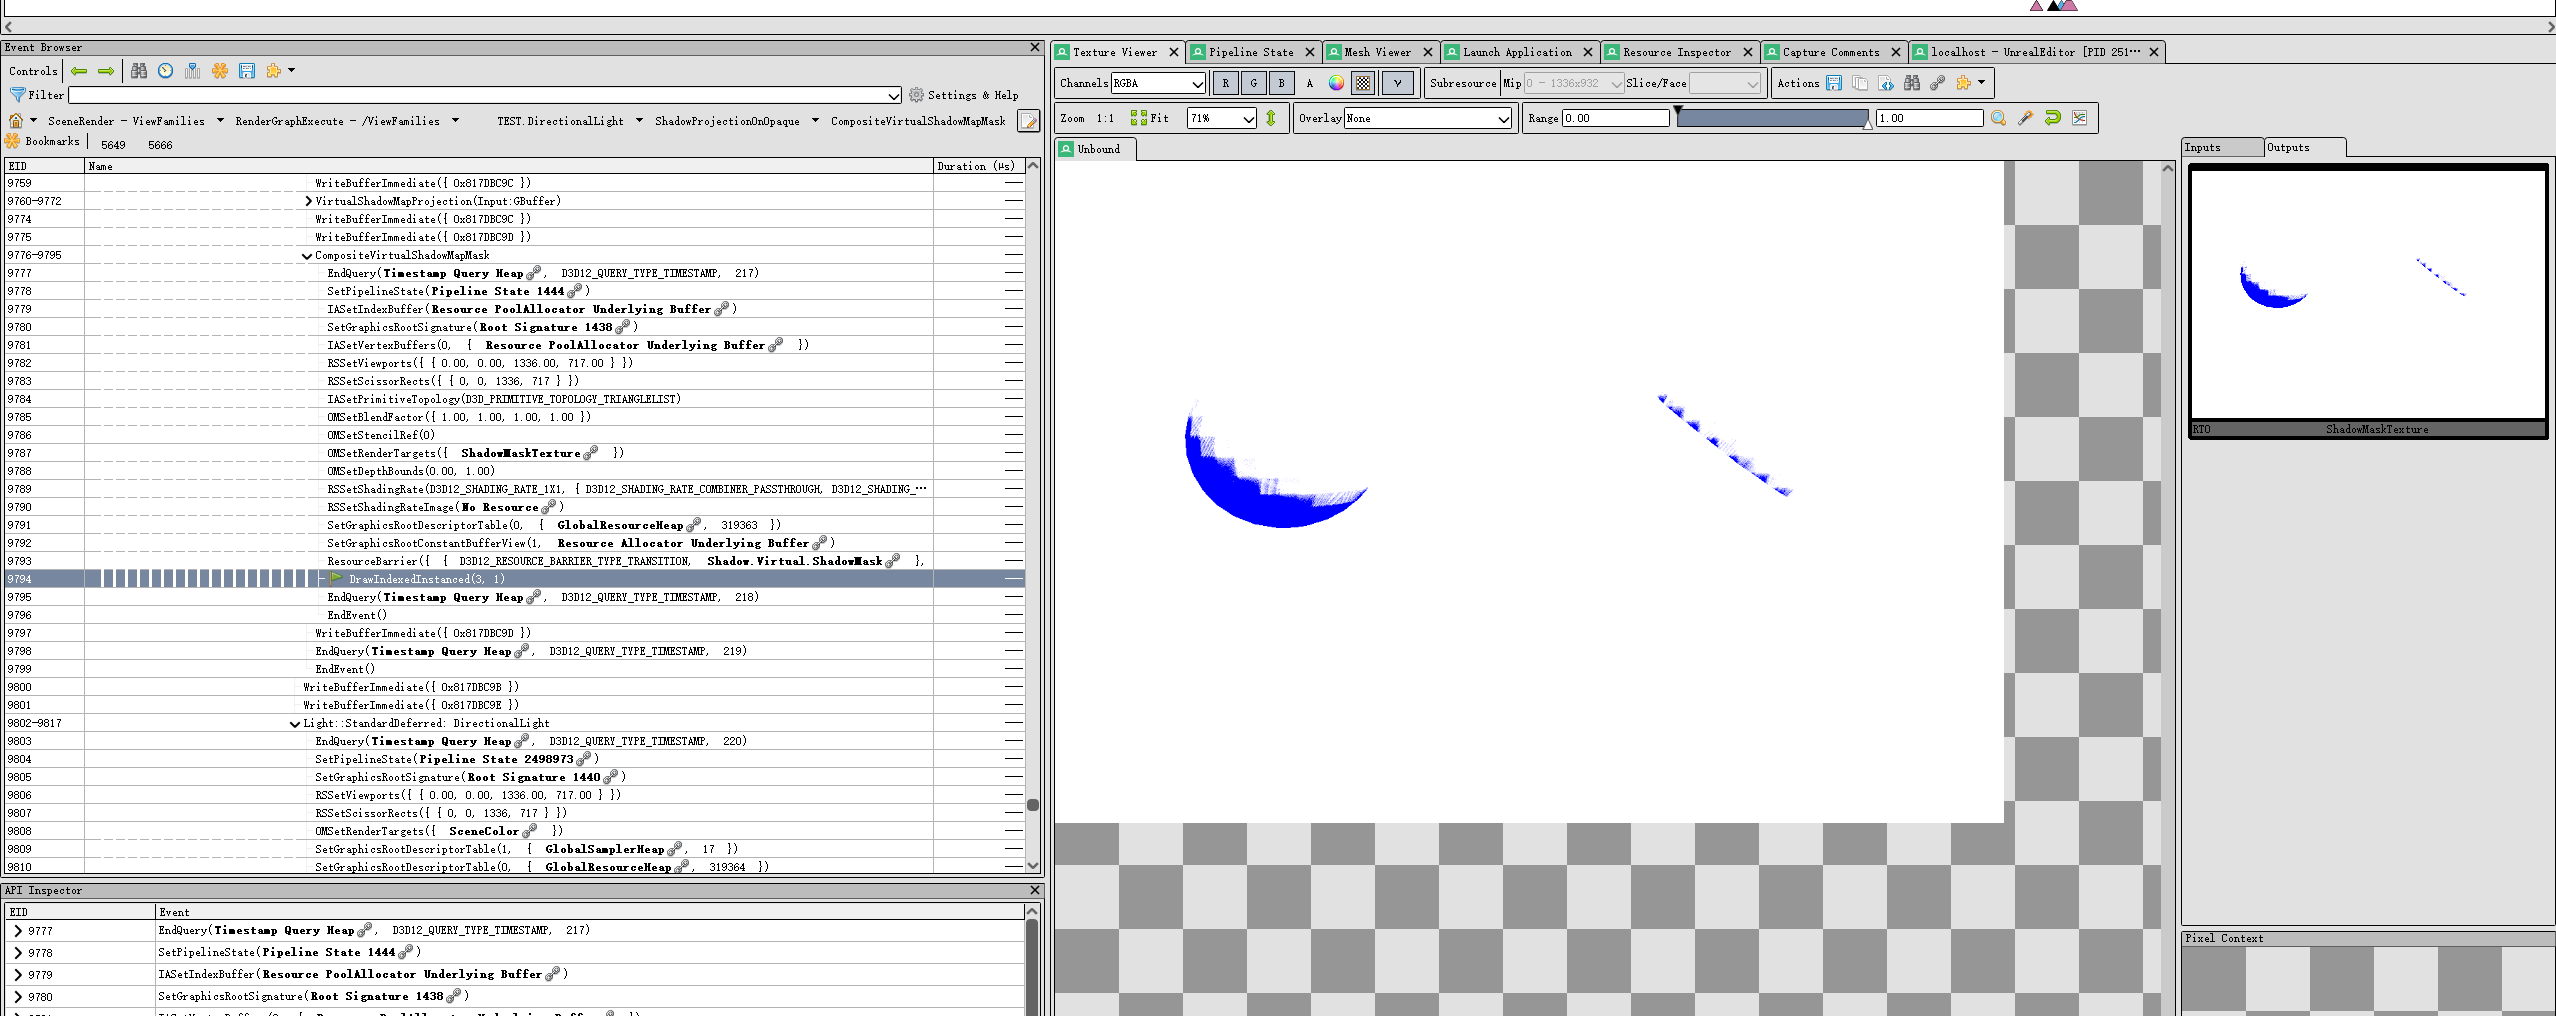 Event Browser
Controls
Filter
Settings & Help
SceneRender - ViewFamilies
RenderGraphExecute - /ViewFamilies
TEST.DirectionalLight
ShadowProjectionOnOpaque
CompositeVirtualShadowMapMask
Bookmarks
5649
5666
EID Name Duration (μs)
9759 WriteBufferImmediate({ 0x817DBC9C })
9760-9772 VirtualShadowMapProjection(Input:GBuffer)
9774 WriteBufferImmediate({ 0x817DBC9C })
9775 WriteBufferImmediate({ 0x817DBC9D })
9776-9795 CompositeVirtualShadowMapMask
9777 EndQuery(Timestamp Query Heap, D3D12_QUERY_TYPE_TIMESTAMP, 217)
9778 SetPipelineState(Pipeline State 1444)
9779 IASetIndexBuffer(Resource PoolAllocator Underlying Buffer)
9780 SetGraphicsRootSignature(Root Signature 1438)
9781 IASetVertexBuffers(0, { Resource PoolAllocator Underlying Buffer })
9782 RSSetViewports({ { 0.00, 0.00, 1336.00, 717.00 } })
9783 RSSetScissorRects({ { 0, 0, 1336, 717 } })
9784 IASetPrimitiveTopology(D3D_PRIMITIVE_TOPOLOGY_TRIANGLELIST)
9785 OMSetBlendFactor({ 1.00, 1.00, 1.00, 1.00 })
9786 OMSetStencilRef(0)
9787 OMSetRenderTargets({ ShadowMaskTexture })
9788 OMSetDepthBounds(0.00, 1.00)
9789 RSSetShadingRate(D3D12_SHADING_RATE_1X1, { D3D12_SHADING_RATE_COMBINER_PASSTHROUGH, D3D12_SHADING_···
9790 RSSetShadingRateImage(No Resource)
9791 SetGraphicsRootDescriptorTable(0, { GlobalResourceHeap, 319363 })
9792 SetGraphicsRootConstantBufferView(1, Resource Allocator Underlying Buffer)
9793 ResourceBarrier({ { D3D12_RESOURCE_BARRIER_TYPE_TRANSITION, Shadow.Virtual.ShadowMask },
9794 DrawIndexedInstanced(3, 1)
9795 EndQuery(Timestamp Query Heap, D3D12_QUERY_TYPE_TIMESTAMP, 218)
9796 EndEvent()
9797 WriteBufferImmediate({ 0x817DBC9D })
9798 EndQuery(Timestamp Query Heap, D3D12_QUERY_TYPE_TIMESTAMP, 219)
9799 EndEvent()
9800 WriteBufferImmediate({ 0x817DBC9B })
9801 WriteBufferImmediate({ 0x817DBC9E })
9802-9817 Light::StandardDeferred: DirectionalLight
9803 EndQuery(Timestamp Query Heap, D3D12_QUERY_TYPE_TIMESTAMP, 220)
9804 SetPipelineState(Pipeline State 2498973)
9805 SetGraphicsRootSignature(Root Signature 1440)
9806 RSSetViewports({ { 0.00, 0.00, 1336.00, 717.00 } })
9807 RSSetScissorRects({ { 0, 0, 1336, 717 } })
9808 OMSetRenderTargets({ SceneColor })
9809 SetGraphicsRootDescriptorTable(1, { GlobalSamplerHeap, 17 })
9810 SetGraphicsRootDescriptorTable(0, { GlobalResourceHeap, 319364 })
API Inspector
EID Event
9777 EndQuery(Timestamp Query Heap, D3D12_QUERY_TYPE_TIMESTAMP, 217)
9778 SetPipelineState(Pipeline State 1444)
9779 IASetIndexBuffer(Resource PoolAllocator Underlying Buffer)
9780 SetGraphicsRootSignature(Root Signature 1438)
Texture Viewer
Pipeline State
Mesh Viewer
Launch Application
Resource Inspector
Capture Comments
localhost - UnrealEditor [PID 251···
Channels RGBA R G B A γ Subresource Mip 0 - 1336x932 Slice/Face Actions
Zoom 1:1 Fit 71% Overlay None Range 0.00 1.00
Unbound
Inputs Outputs
RT0 ShadowMaskTexture
Pixel Context